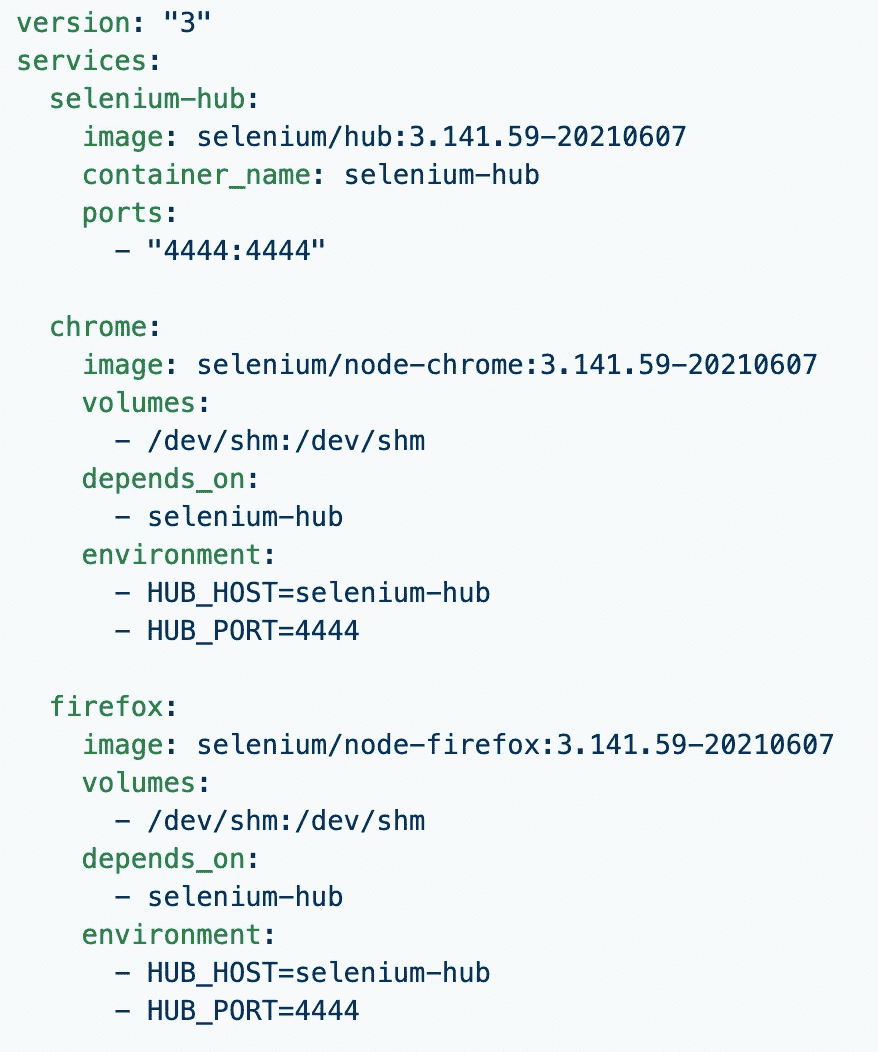 version: "3"
services:
  selenium-hub:
    image: selenium/hub:3.141.59-20210607
    container_name: selenium-hub
    ports:
      - "4444:4444"

  chrome:
    image: selenium/node-chrome:3.141.59-20210607
    volumes:
      - /dev/shm:/dev/shm
    depends_on:
      - selenium-hub
    environment:
      - HUB_HOST=selenium-hub
      - HUB_PORT=4444

  firefox:
    image: selenium/node-firefox:3.141.59-20210607
    volumes:
      - /dev/shm:/dev/shm
    depends_on:
      - selenium-hub
    environment:
      - HUB_HOST=selenium-hub
      - HUB_PORT=4444